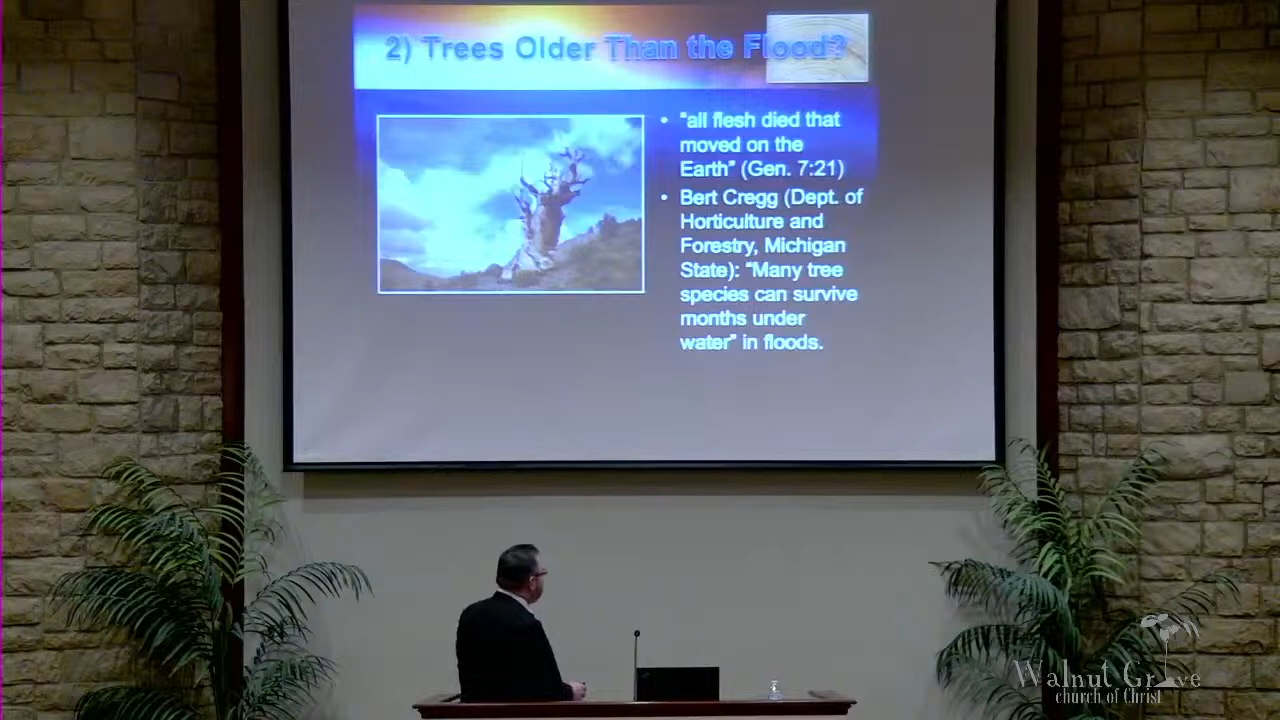 2) Trees Older Than the Flood?
• "all flesh died that
moved on the
Earth" (Gen. 7:21)
• Bert Cregg (Dept. of
Horticulture and
Forestry, Michigan
State): "Many tree
species can survive
months under
water" in floods.
Walnut Grove
church of Christ